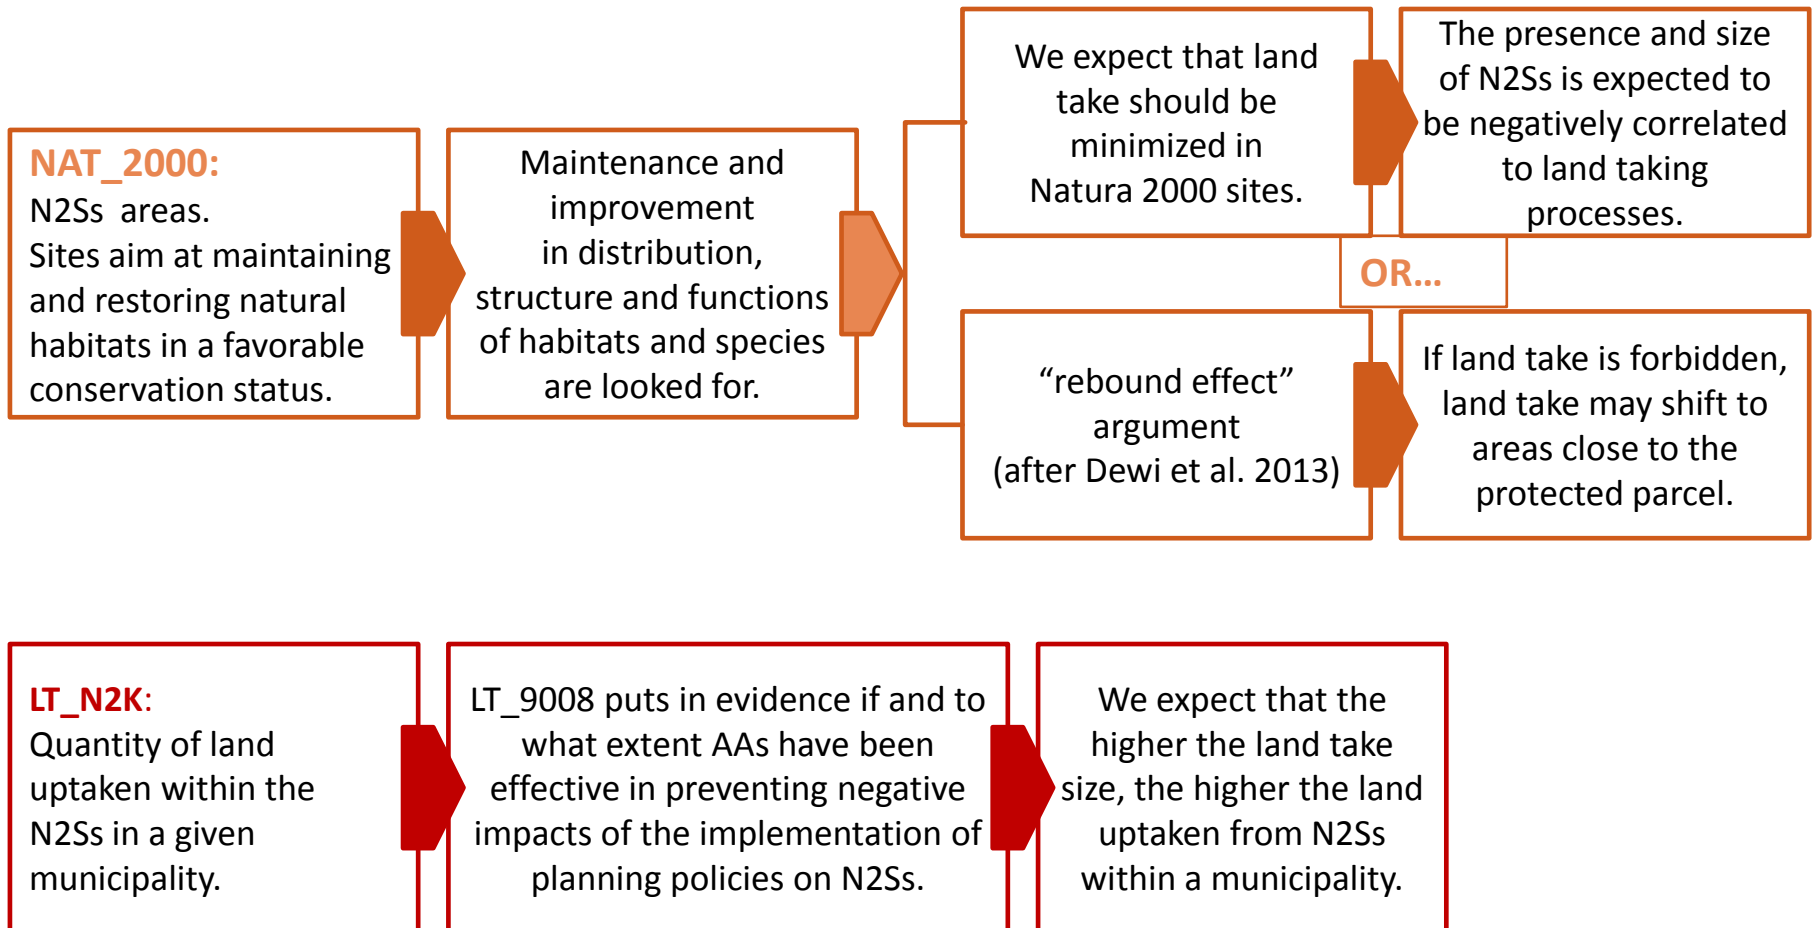 NAT_2000:
N2Ss areas.
Sites aim at maintaining
and restoring natural
habitats in a favorable
conservation status.
Maintenance and
improvement
in distribution,
structure and functions
of habitats and species
are looked for.
We expect that land
take should be
minimized in
Natura 2000 sites.
The presence and size
of N2Ss is expected to
be negatively correlated
to land taking
processes.
OR...
“rebound effect”
argument
(after Dewi et al. 2013)
If land take is forbidden,
land take may shift to
areas close to the
protected parcel.
LT_N2K:
Quantity of land
uptaken within the
N2Ss in a given
municipality.
LT_9008 puts in evidence if and to
what extent AAs have been
effective in preventing negative
impacts of the implementation of
planning policies on N2Ss.
We expect that the
higher the land take
size, the higher the land
uptaken from N2Ss
within a municipality.